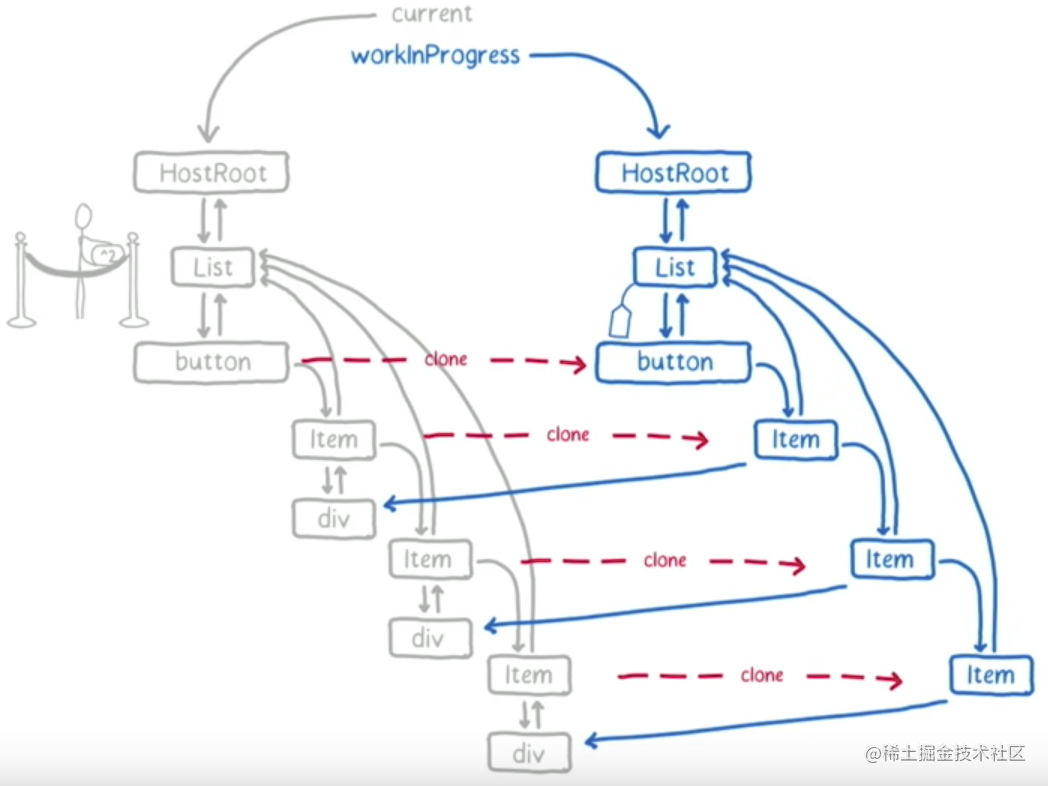 current
workInProgress
HostRoot
HostRoot
^2
List
List
button
clone
button
Item
clone
Item
div
Item
clone
Item
div
Item
clone
Item
div
@稀土掘金技术社区